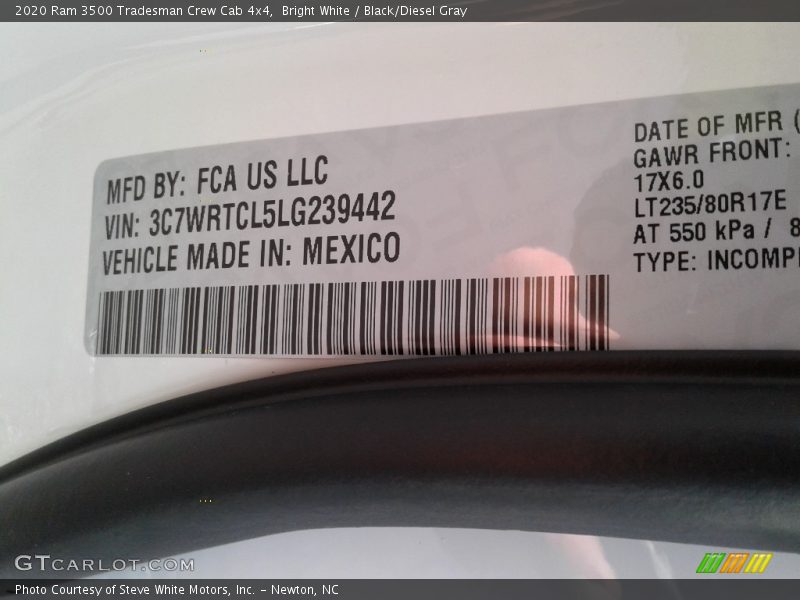 2020 Ram 3500 Tradesman Crew Cab 4x4, Bright White / Black/Diesel Gray
MFD BY: FCA US LLC
VIN: 3C7WRTCL5LG239442
VEHICLE MADE IN: MEXICO
DATE OF MFR (
GAWR FRONT:
17X6.0
LT235/80R17E
AT 550 kPa / 8
TYPE: INCOMPL
GTCARLOT.COM
Photo Courtesy of Steve White Motors, Inc. – Newton, NC